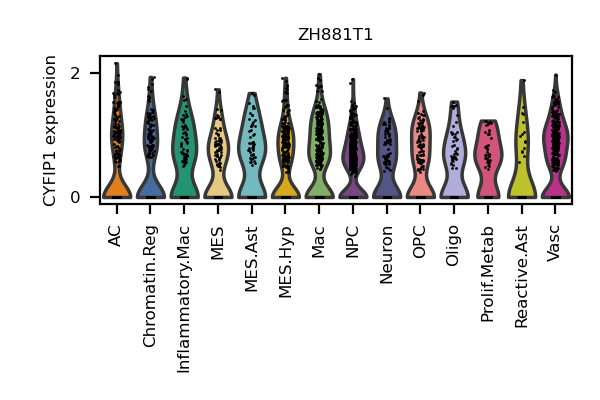 ZH881T1
CYFIP1 expression
2
0
AC
Chromatin.Reg
Inflammatory.Mac
MES
MES.Ast
MES.Hyp
Mac
NPC
Neuron
OPC
Oligo
Prolif.Metab
Reactive.Ast
Vasc